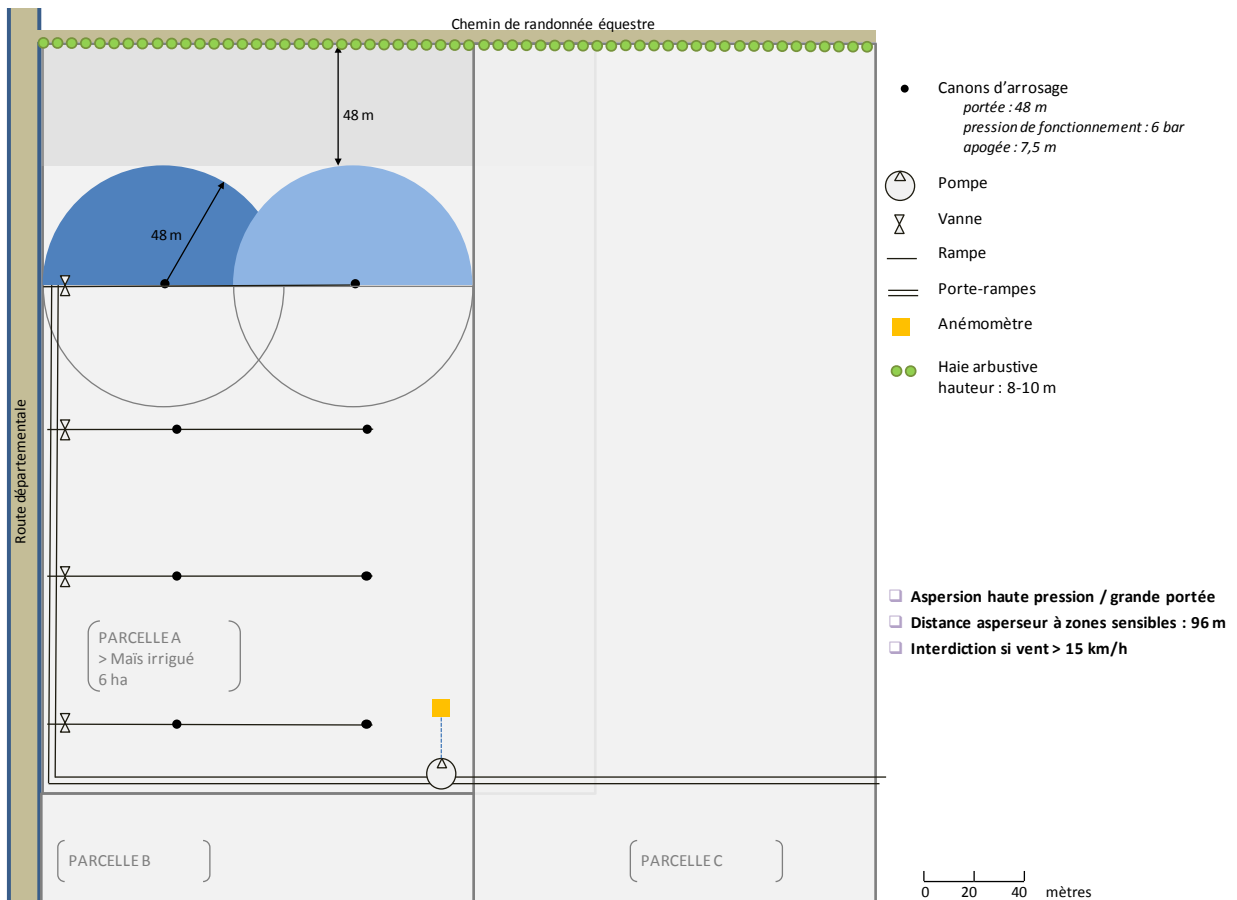 Chemin de randonnée équestre
48 m
48 m
Route départementale
PARCELLE A
> Maïs irrigué
6 ha
PARCELLE B
PARCELLE C
Canons d'arrosage
portée : 48 m
pression de fonctionnement : 6 bar
apogée : 7,5 m
Pompe
Vanne
Rampe
Porte-rampes
Anémomètre
Haie arbustive
hauteur : 8-10 m
❑ Aspersion haute pression / grande portée
❑ Distance asperseur à zones sensibles : 96 m
❑ Interdiction si vent > 15 km/h
0 20 40 mètres